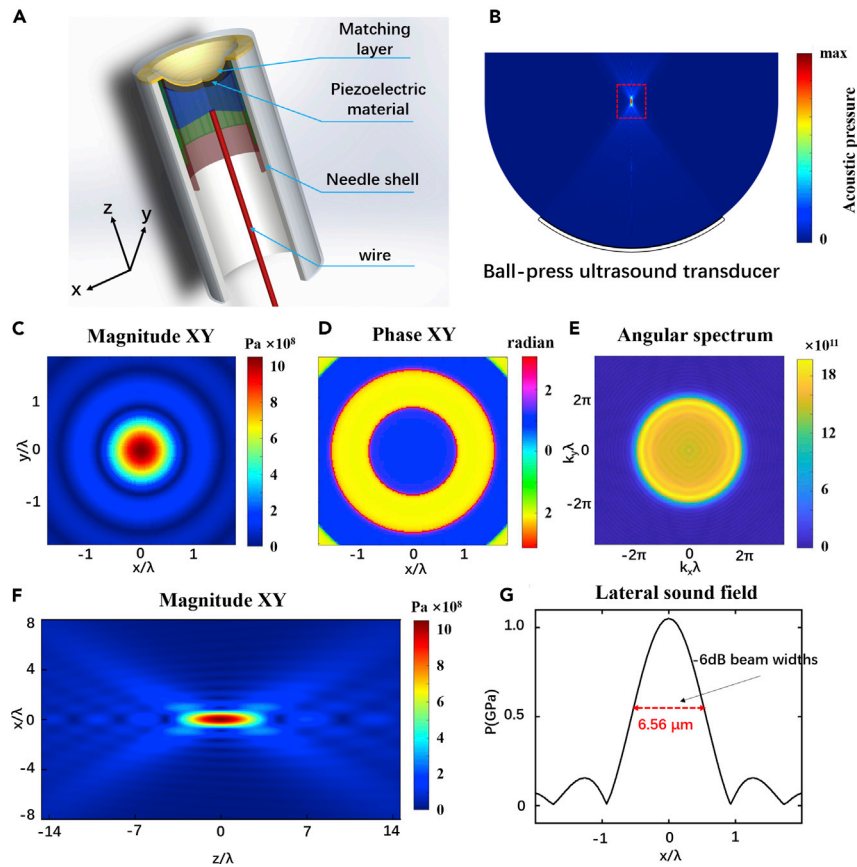 A
Matching
layer
Piezoelectric
material
Needle shell
wire
z
y
x
B
max
Acoustic pressure
0
Ball-press ultrasound transducer
C
Magnitude XY
Pa ×10⁸
10
8
6
4
2
0
y/λ
1
0
-1
-1 0 1
x/λ
D
Phase XY
radian
2
1
0
1
2
-1 0 1
x/λ
E
Angular spectrum
×10¹¹
18
12
6
0
kᵧλ
2π
0
-2π
-2π 0 2π
kₓλ
F
Magnitude XY
Pa ×10⁸
10
8
6
4
2
0
x/λ
8
4
0
-4
-8
-14 -7 0 7 14
z/λ
G
Lateral sound field
P(GPa)
1.0
0.5
0
-6dB beam widths
6.56 μm
-1 0 1
x/λ